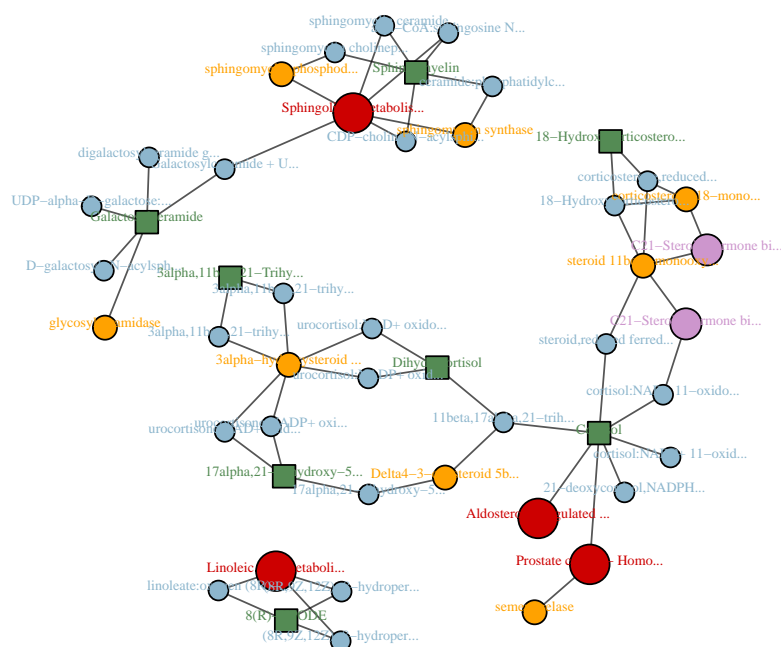 sphingomyelin ceramide...
CoA:sphingosine N...
sphingomyelin cholinep...
Sphingomyelin
sphingomyelin phosphod...
ceramide:phosphatidylc...
Sphingolipid metabolis...
sphingomyelin synthase
CDP−choline:N−acylsph...
18−Hydroxycorticostero...
digalactosylceramide g...
galactosylceramide + U...
corticosterone,reduced...
18−Hydroxycorticostero...
corticosterone 18−mono...
UDP−alpha−D−galactose:...
Galactosylceramide
C21−Steroid hormone bi...
steroid 11beta−monooxy...
D−galactosyl−N−acylsph...
3alpha,11beta,21−Trihy...
3alpha,11beta,21−trihy...
glycosylceramidase
3alpha,11beta,21−trihy...
urocortisol:NAD+ oxido...
C21−Steroid hormone bi...
steroid,reduced ferred...
3alpha−hydroxysteroid ...
Dihydrocortisol
urocortisol:NADP+ oxid...
cortisol:NAD+ 11−oxido...
urocortisone:NADP+ oxi...
urocortisone:NAD+ oxid...
11beta,17alpha,21−trih...
Cortisol
cortisol:NADP+ 11−oxid...
17alpha,21−Dihydroxy−5...
Delta4−3−oxosteroid 5b...
17alpha,21−dihydroxy−5...
21−deoxycortisol,NADPH...
Aldosterone−regulated ...
Linoleic acid metaboli...
Prostate cancer − Homo...
linoleate:oxygen (8R)−
(8R,9Z,12Z)−8−hydroper...
8(R)−HPODE
semenogelase
(8R,9Z,12Z)−8−hydroper...